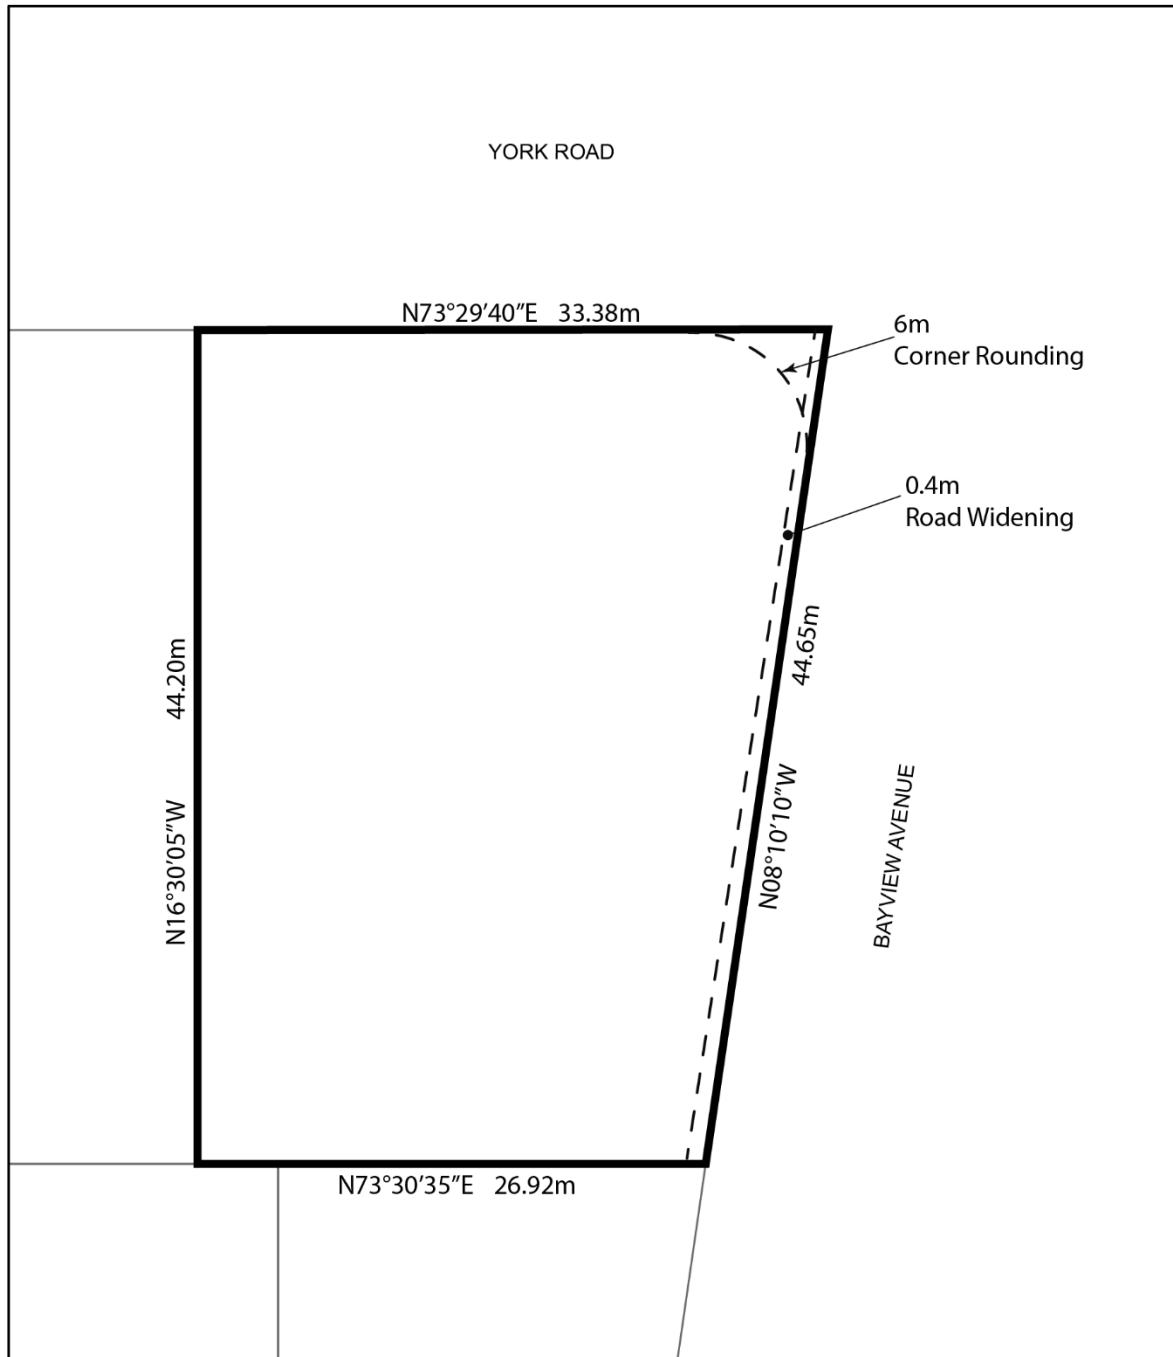 YORK ROAD
N73°29’40”E 33.38m
6m
Corner Rounding
0.4m
Road Widening
44.20m
44.65m
N16°30’05”W
N08°10’10”W
BAYVIEW AVENUE
N73°30’35”E 26.92m